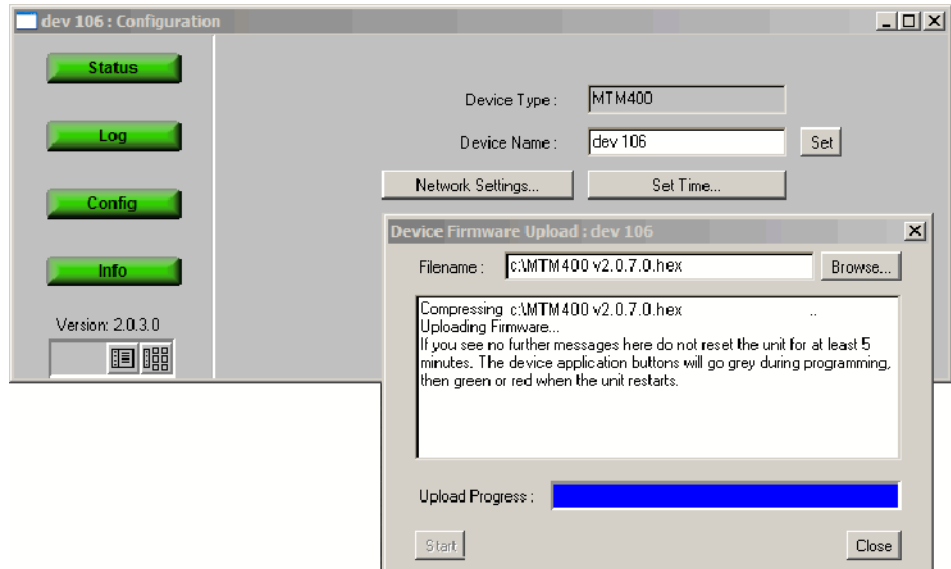 dev 106 : Configuration
Status
Log
Config
Info
Version: 2.0.3.0
Device Type :
MTM400
Device Name :
dev 106
Set
Network Settings...
Set Time...
Device Firmware Upload : dev 106
Filename :
c:\MTM400 v2.0.7.0.hex
Browse...
Compressing c:\MTM400 v2.0.7.0.hex ..
Uploading Firmware...
If you see no further messages here do not reset the unit for at least 5
minutes. The device application buttons will go grey during programming,
then green or red when the unit restarts.
Upload Progress :
Start
Close